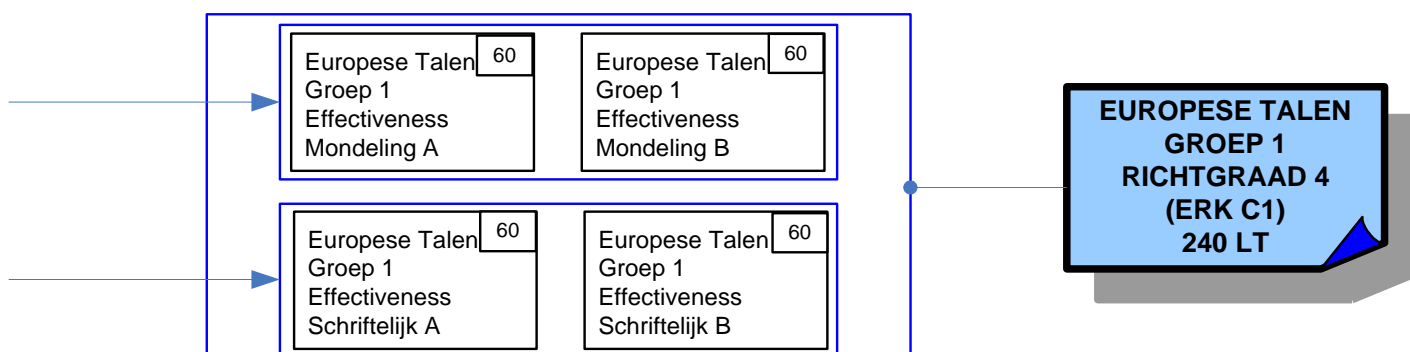 Europese Talen 60
Groep 1
Effectiveness
Mondeling A
Europese Talen 60
Groep 1
Effectiveness
Mondeling B
Europese Talen 60
Groep 1
Effectiveness
Schriftelijk A
Europese Talen 60
Groep 1
Effectiveness
Schriftelijk B
EUROPESE TALEN
GROEP 1
RICHTGRAAD 4
(ERK C1)
240 LT